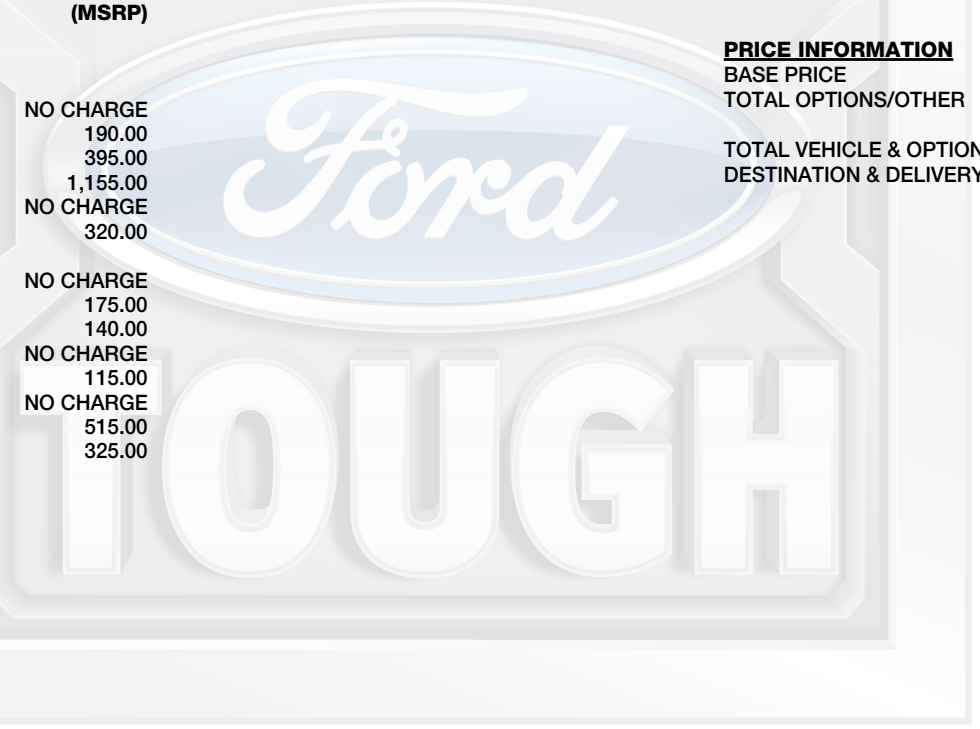 (MSRP)
NO CHARGE
190.00
395.00
1,155.00
NO CHARGE
320.00
NO CHARGE
175.00
140.00
NO CHARGE
115.00
NO CHARGE
515.00
325.00
PRICE INFORMATION
BASE PRICE
TOTAL OPTIONS/OTHER
TOTAL VEHICLE & OPTION
DESTINATION & DELIVERY
Ford
TOUGH